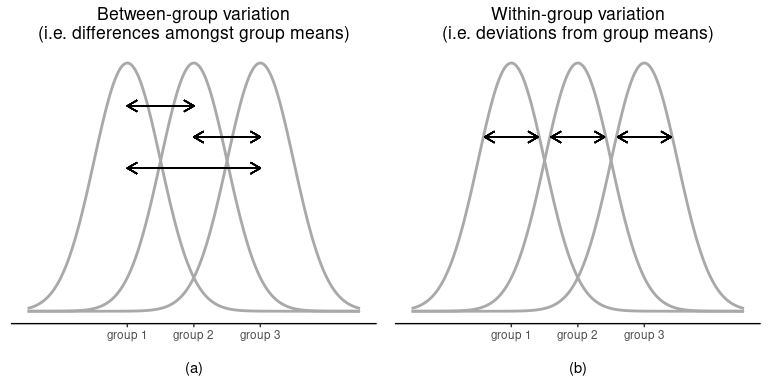 Between-group variation
(i.e. differences amongst group means)
group 1
group 2
group 3
(a)
Within-group variation
(i.e. deviations from group means)
group 1
group 2
group 3
(b)